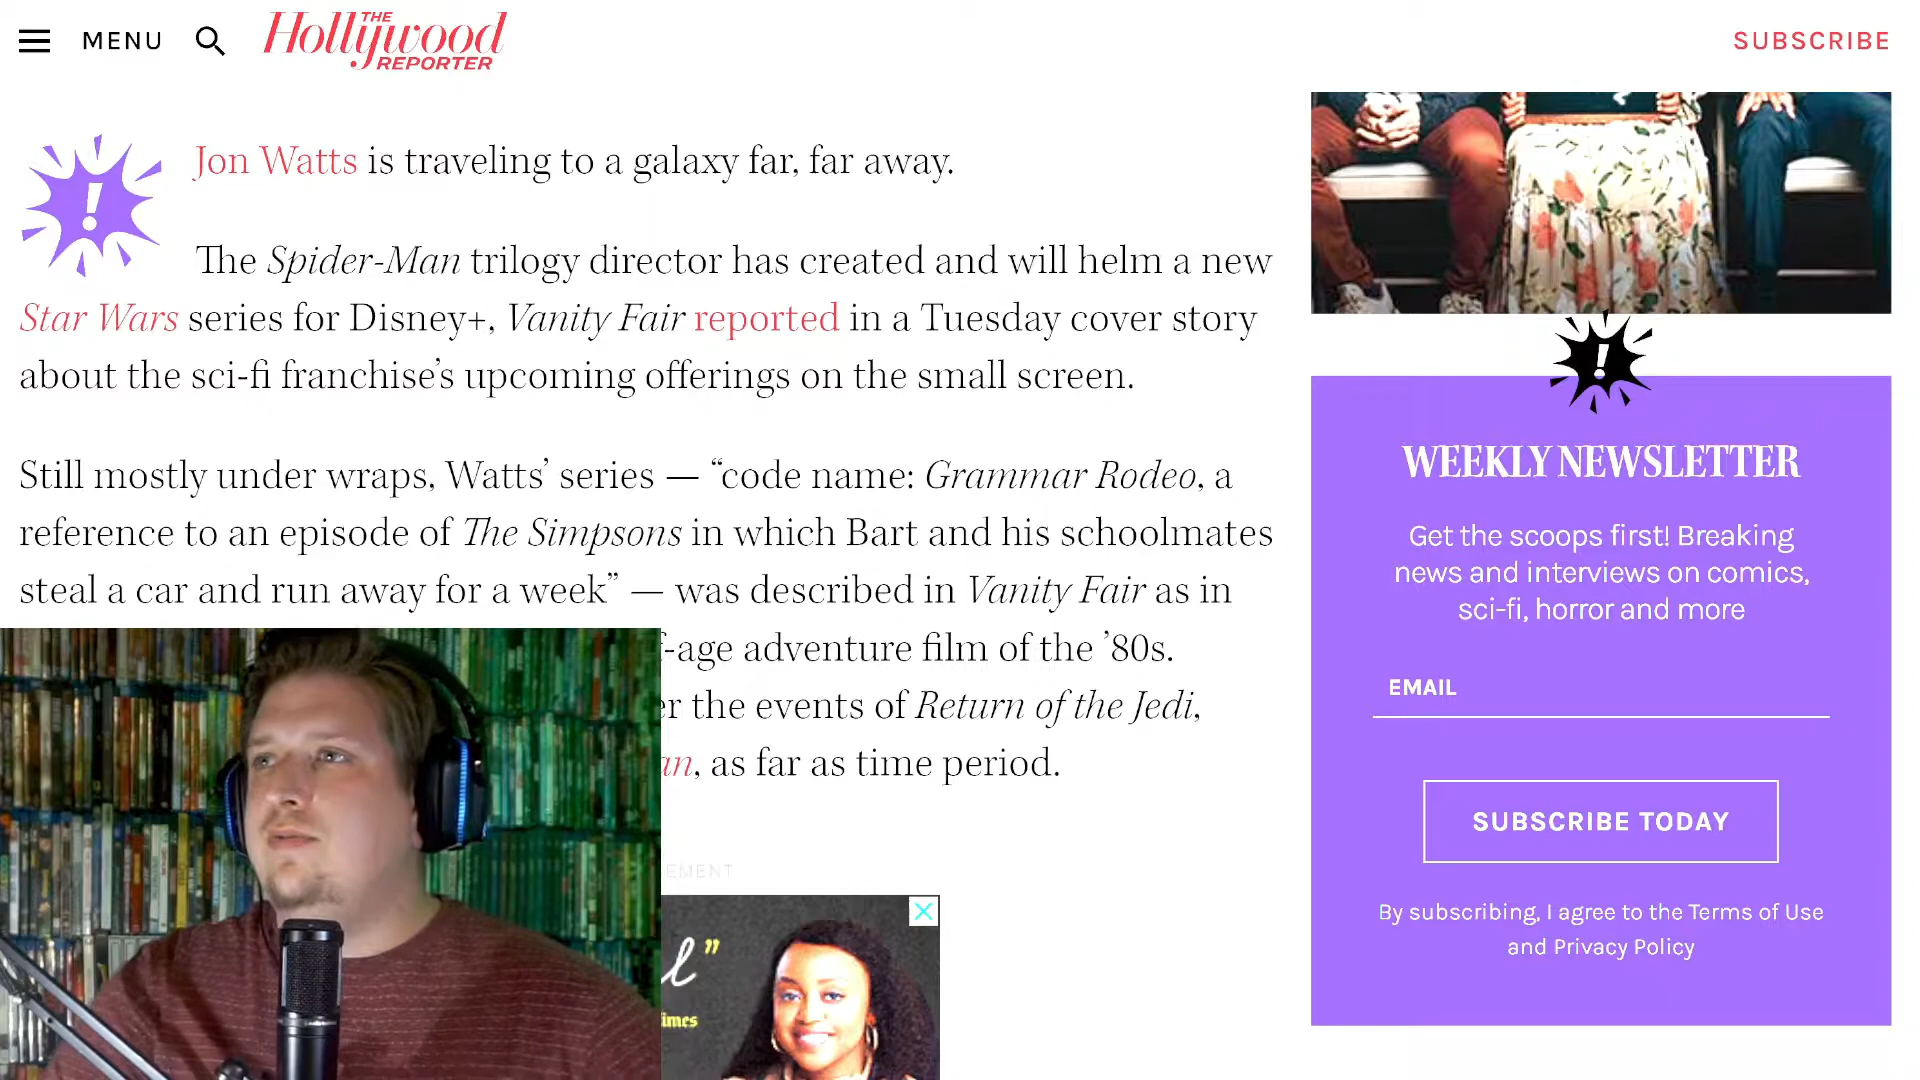 MENU
THE
Hollywood
REPORTER
SUBSCRIBE
Jon Watts is traveling to a galaxy far, far away.
The Spider-Man trilogy director has created and will helm a new
Star Wars series for Disney+, Vanity Fair reported in a Tuesday cover story
about the sci-fi franchise’s upcoming offerings on the small screen.
Still mostly under wraps, Watts’ series — “code name: Grammar Rodeo, a
reference to an episode of The Simpsons in which Bart and his schoolmates
steal a car and run away for a week” — was described in Vanity Fair as in
-age adventure film of the ’80s.
er the events of Return of the Jedi,
an, as far as time period.
EMENT
l”
imes
!
!
WEEKLY NEWSLETTER
Get the scoops first! Breaking
news and interviews on comics,
sci-fi, horror and more
EMAIL
SUBSCRIBE TODAY
By subscribing, I agree to the Terms of Use
and Privacy Policy